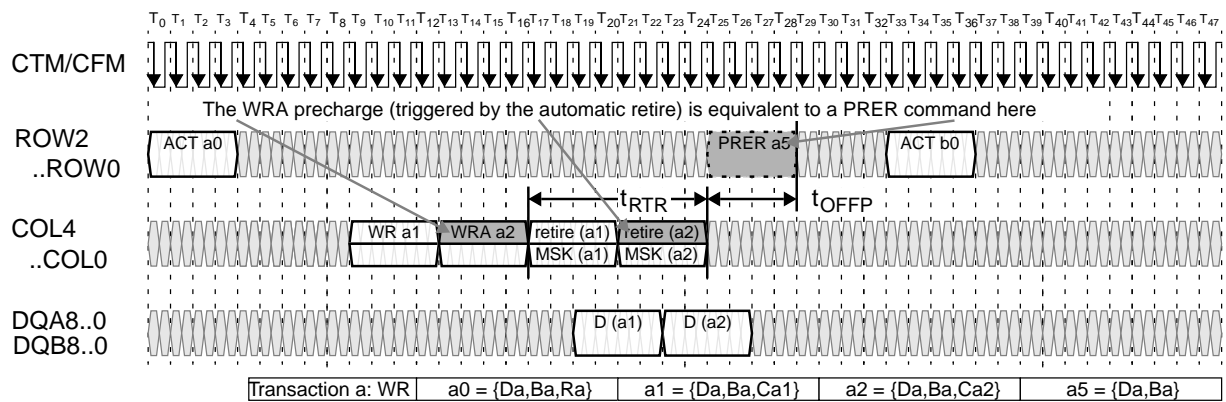 T0 T1 T2 T3 T4 T5 T6 T7 T8 T9 T10 T11 T12 T13 T14 T15 T16 T17 T18 T19 T20 T21 T22 T23 T24 T25 T26 T27 T28 T29 T30 T31 T32 T33 T34 T35 T36 T37 T38 T39 T40 T41 T42 T43 T44 T45 T46 T47
CTM/CFM
The WRA precharge (triggered by the automatic retire) is equivalent to a PRER command here
ROW2
..ROW0
ACT a0 PRER a5 ACT b0
tRTR tOFFP
COL4
..COL0
WR a1 WRA a2 retire (a1) retire (a2)
MSK (a1) MSK (a2)
DQA8..0
DQB8..0
D (a1) D (a2)
Transaction a: WR a0 = {Da,Ba,Ra} a1 = {Da,Ba,Ca1} a2 = {Da,Ba,Ca2} a5 = {Da,Ba}